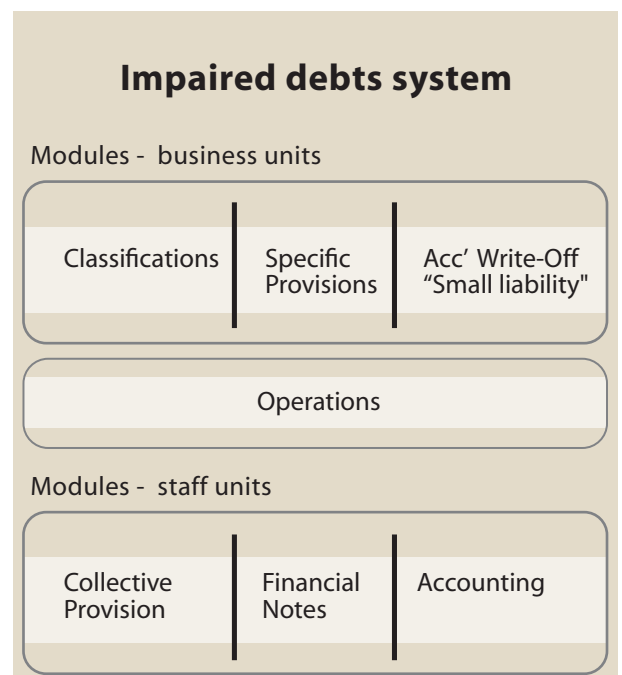 Impaired debts system
Modules - business units
Classifications
Specific
Provisions
Acc’ Write-Off
“Small liability"
Operations
Modules - staff units
Collective
Provision
Financial
Notes
Accounting